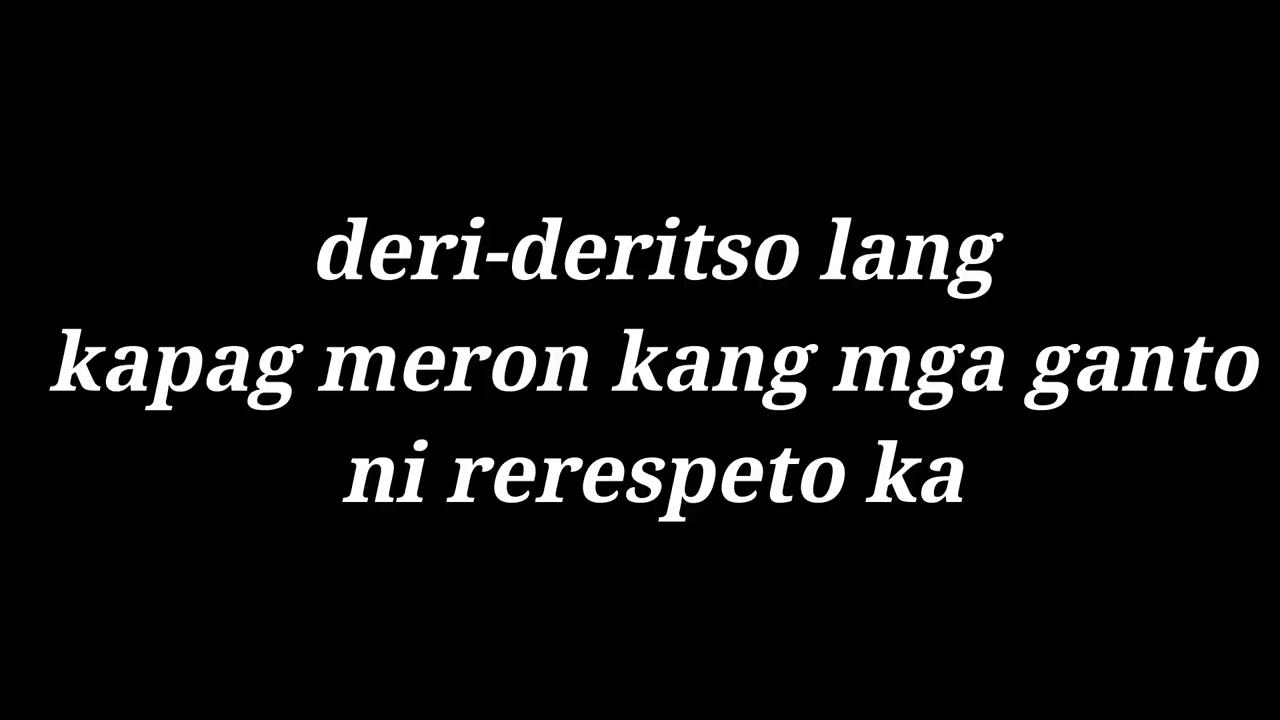 deri-deritso lang
kapag meron kang mga ganto
ni rerespeto ka